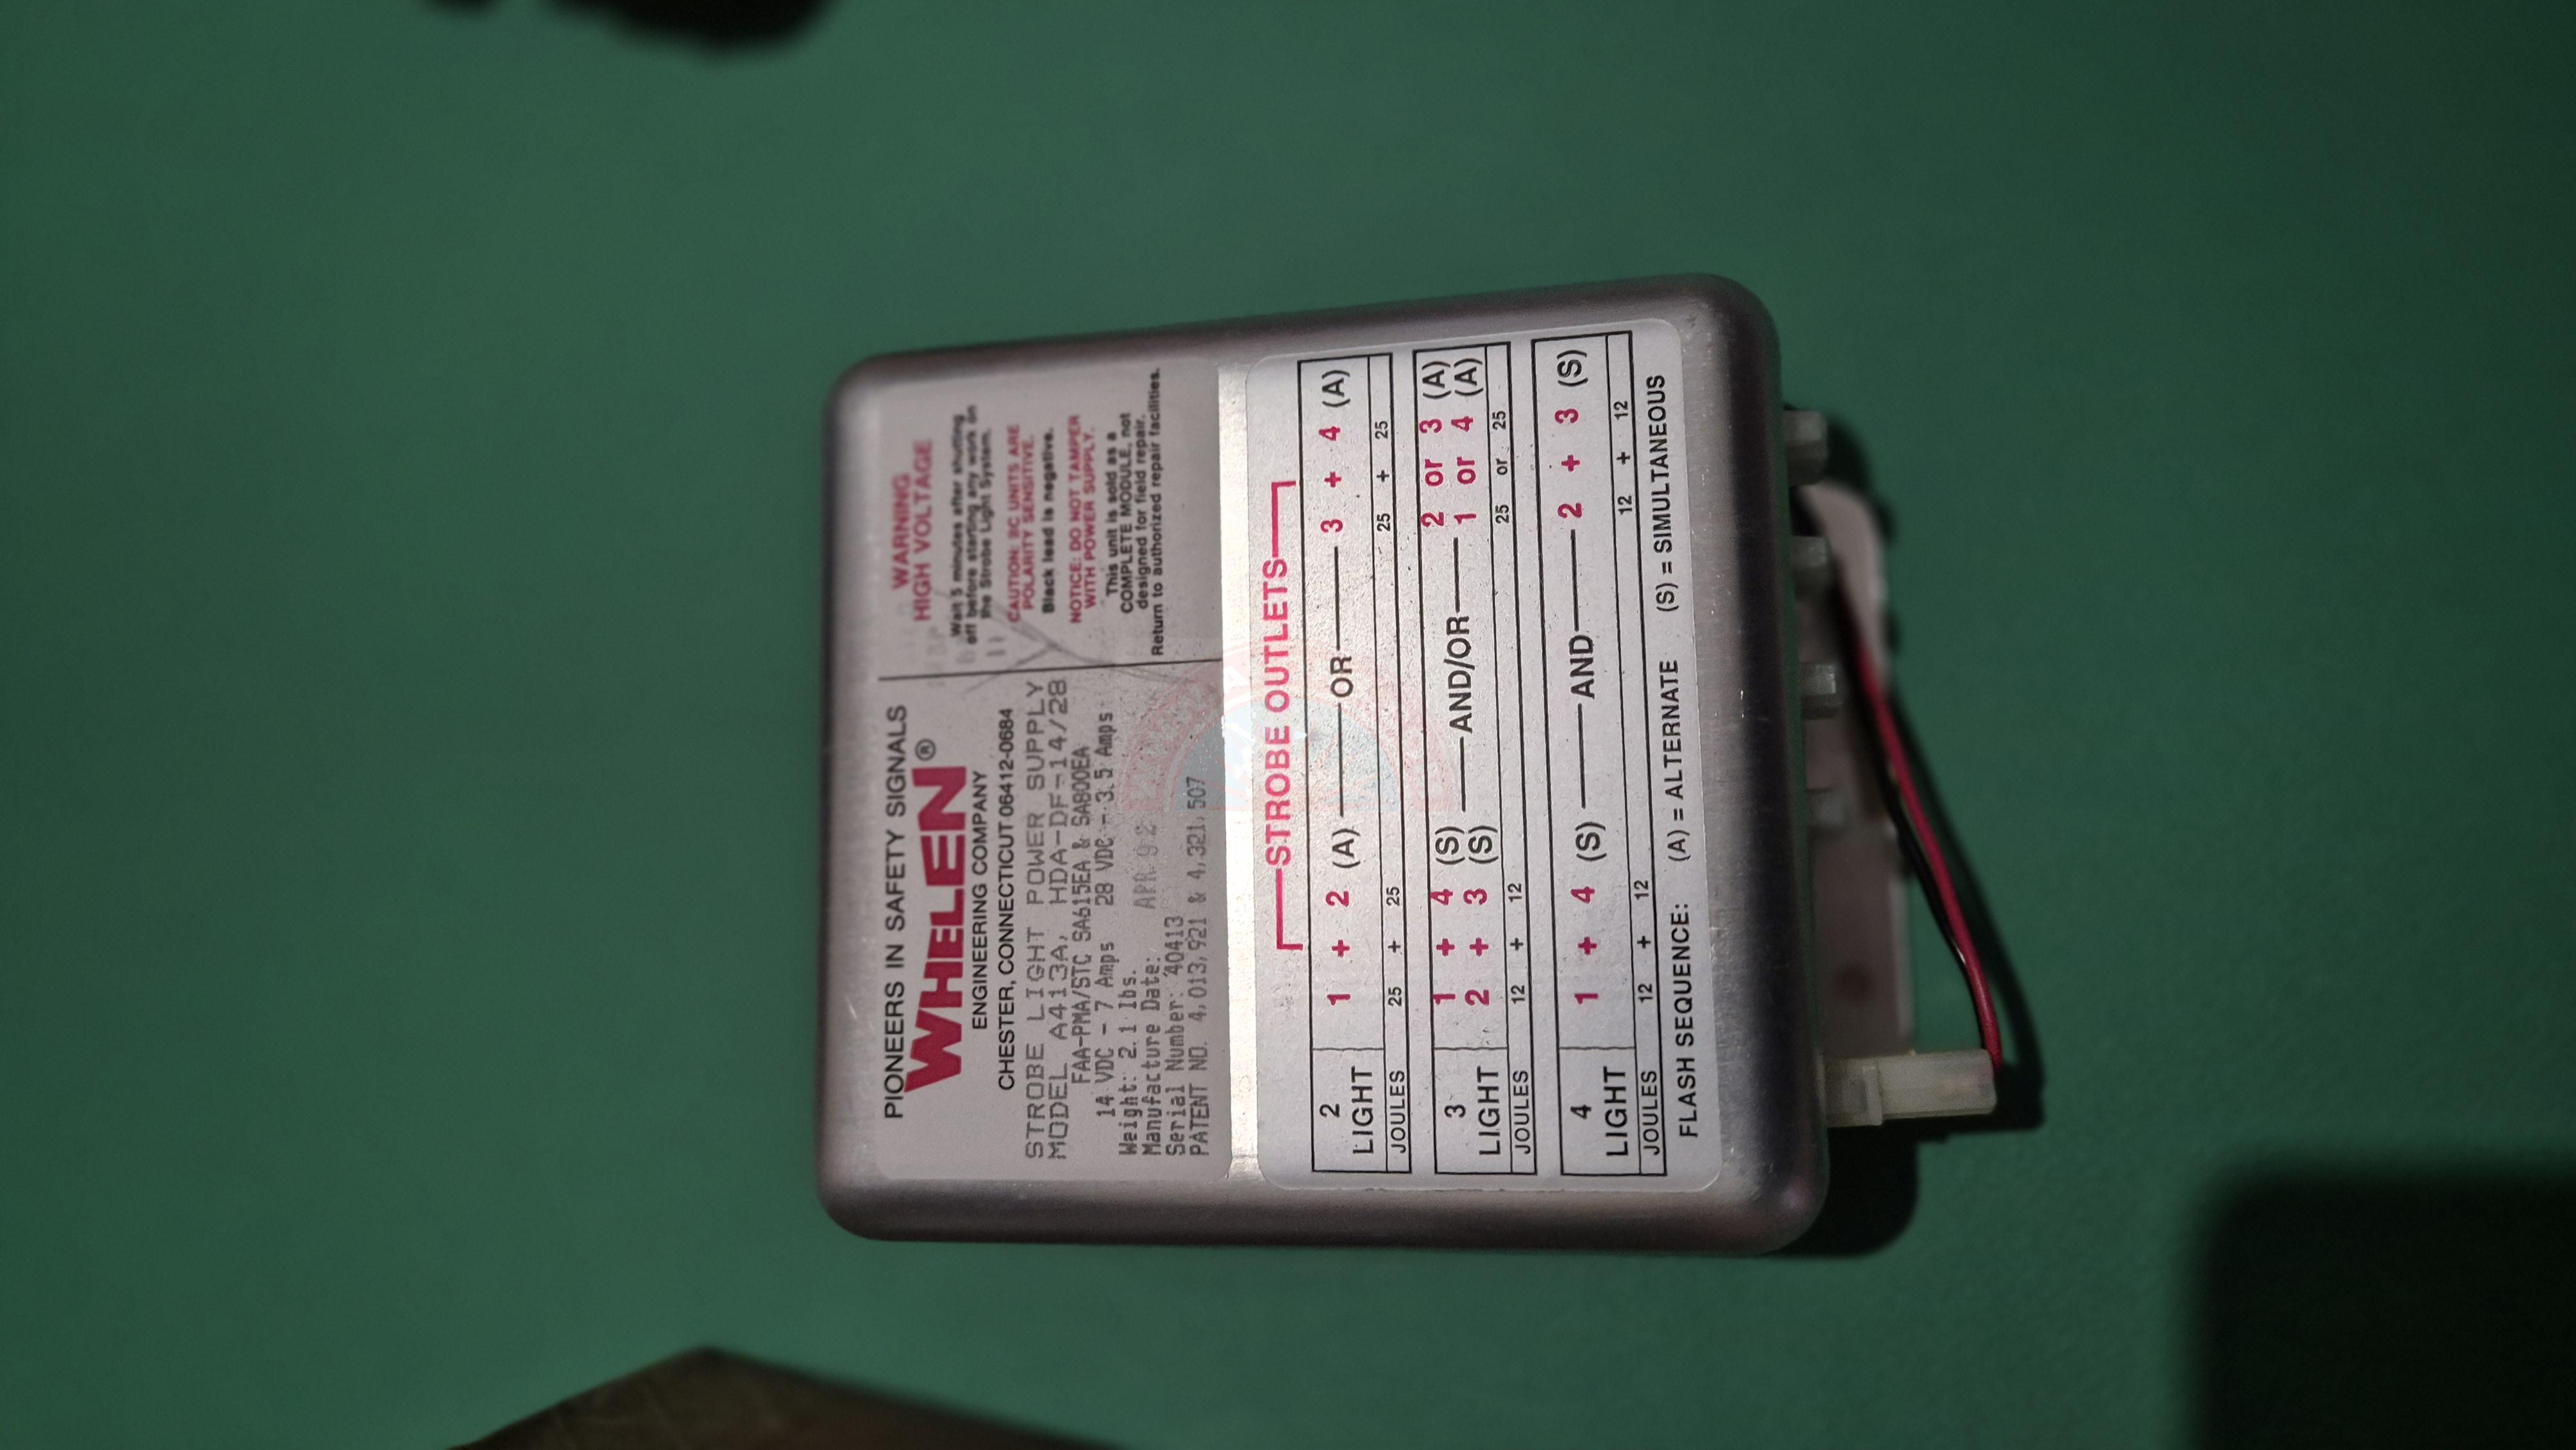 PIONEERS IN SAFETY SIGNALS
WHELEN®
ENGINEERING COMPANY
CHESTER, CONNECTICUT 06412-0684
STROBE LIGHT POWER SUPPLY
MODEL A413A, HDA-DF-14/28
FAA-PMA/STC SA615EA & SA800EA
14 VDC - 7 Amps 28 VDC - 3.5 Amps
Weight: 2.1 lbs.
Manufacture Date: APR 92
Serial Number: 40413
PATENT NO. 4,013,921 & 4,321,507
WARNING
HIGH VOLTAGE
Wait 5 minutes after shutting
off before starting any work on
the Strobe Light System.
CAUTION: DC UNITS ARE
POLARITY SENSITIVE.
Black lead is negative.
NOTICE: DO NOT TAMPER
WITH POWER SUPPLY.
This unit is sold as a
COMPLETE MODULE, not
designed for field repair.
Return to authorized repair facilities.
STROBE OUTLETS
2 LIGHT 1 + 2 (A) OR 3 + 4 (A)
JOULES 25 + 25 25 + 25
3 LIGHT 1 + 4 (S) AND/OR 2 or 3 (A)
2 + 3 (S) 1 or 4 (A)
JOULES 12 + 12 25 or 25
4 LIGHT 1 + 4 (S) AND 2 + 3 (S)
JOULES 12 + 12 12 + 12
FLASH SEQUENCE: (A) = ALTERNATE (S) = SIMULTANEOUS